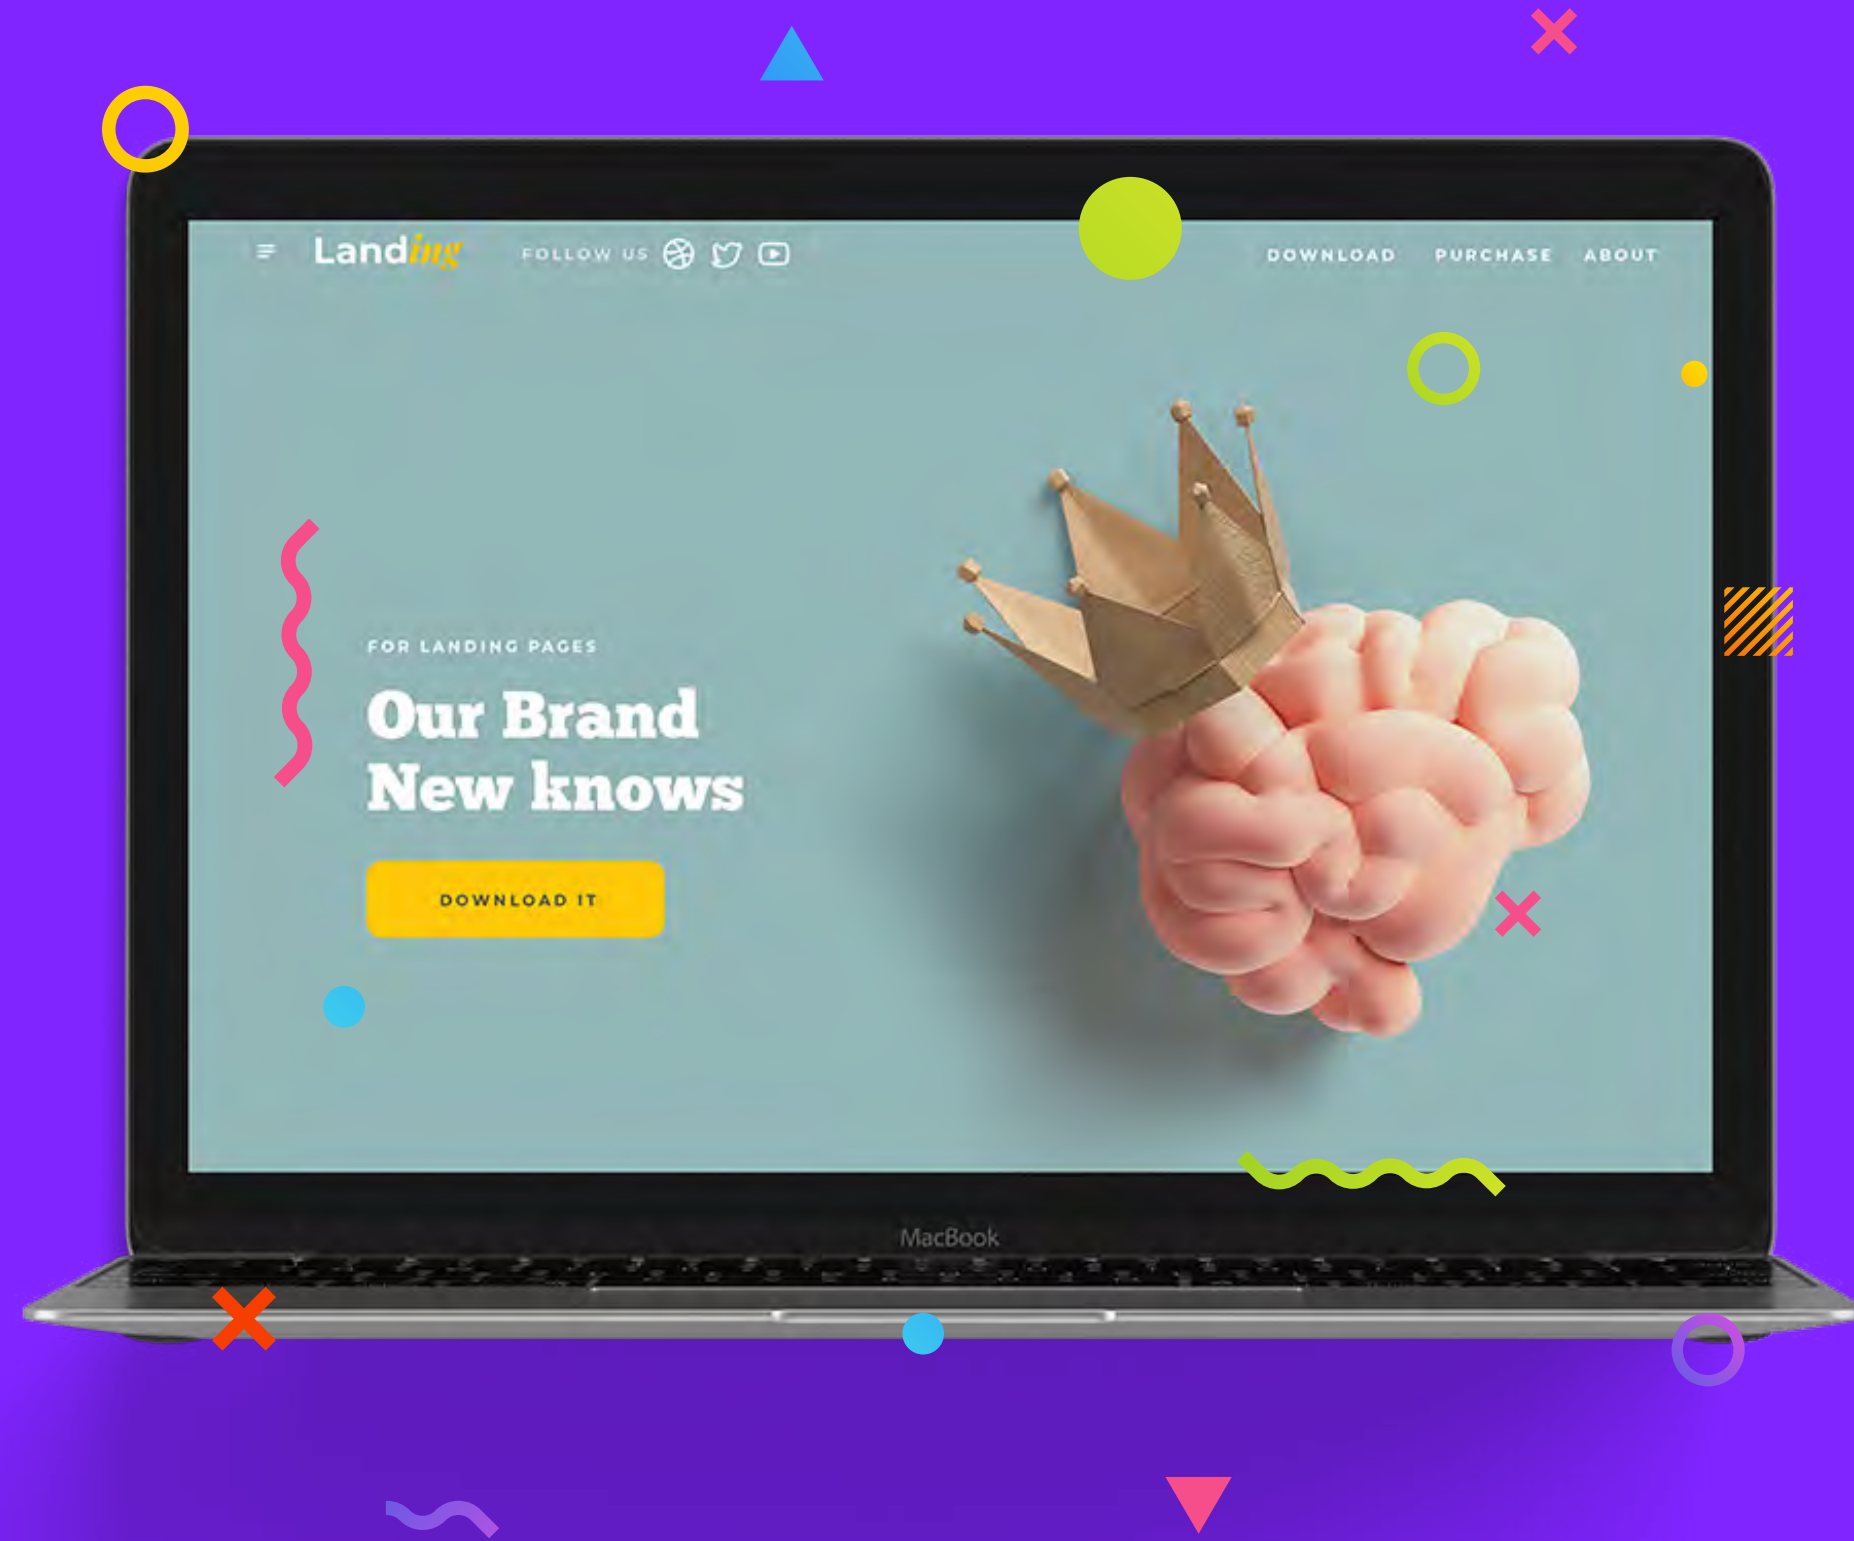 Landing
FOLLOW US
DOWNLOAD PURCHASE ABOUT
FOR LANDING PAGES
Our Brand
New knows
DOWNLOAD IT
MacBook